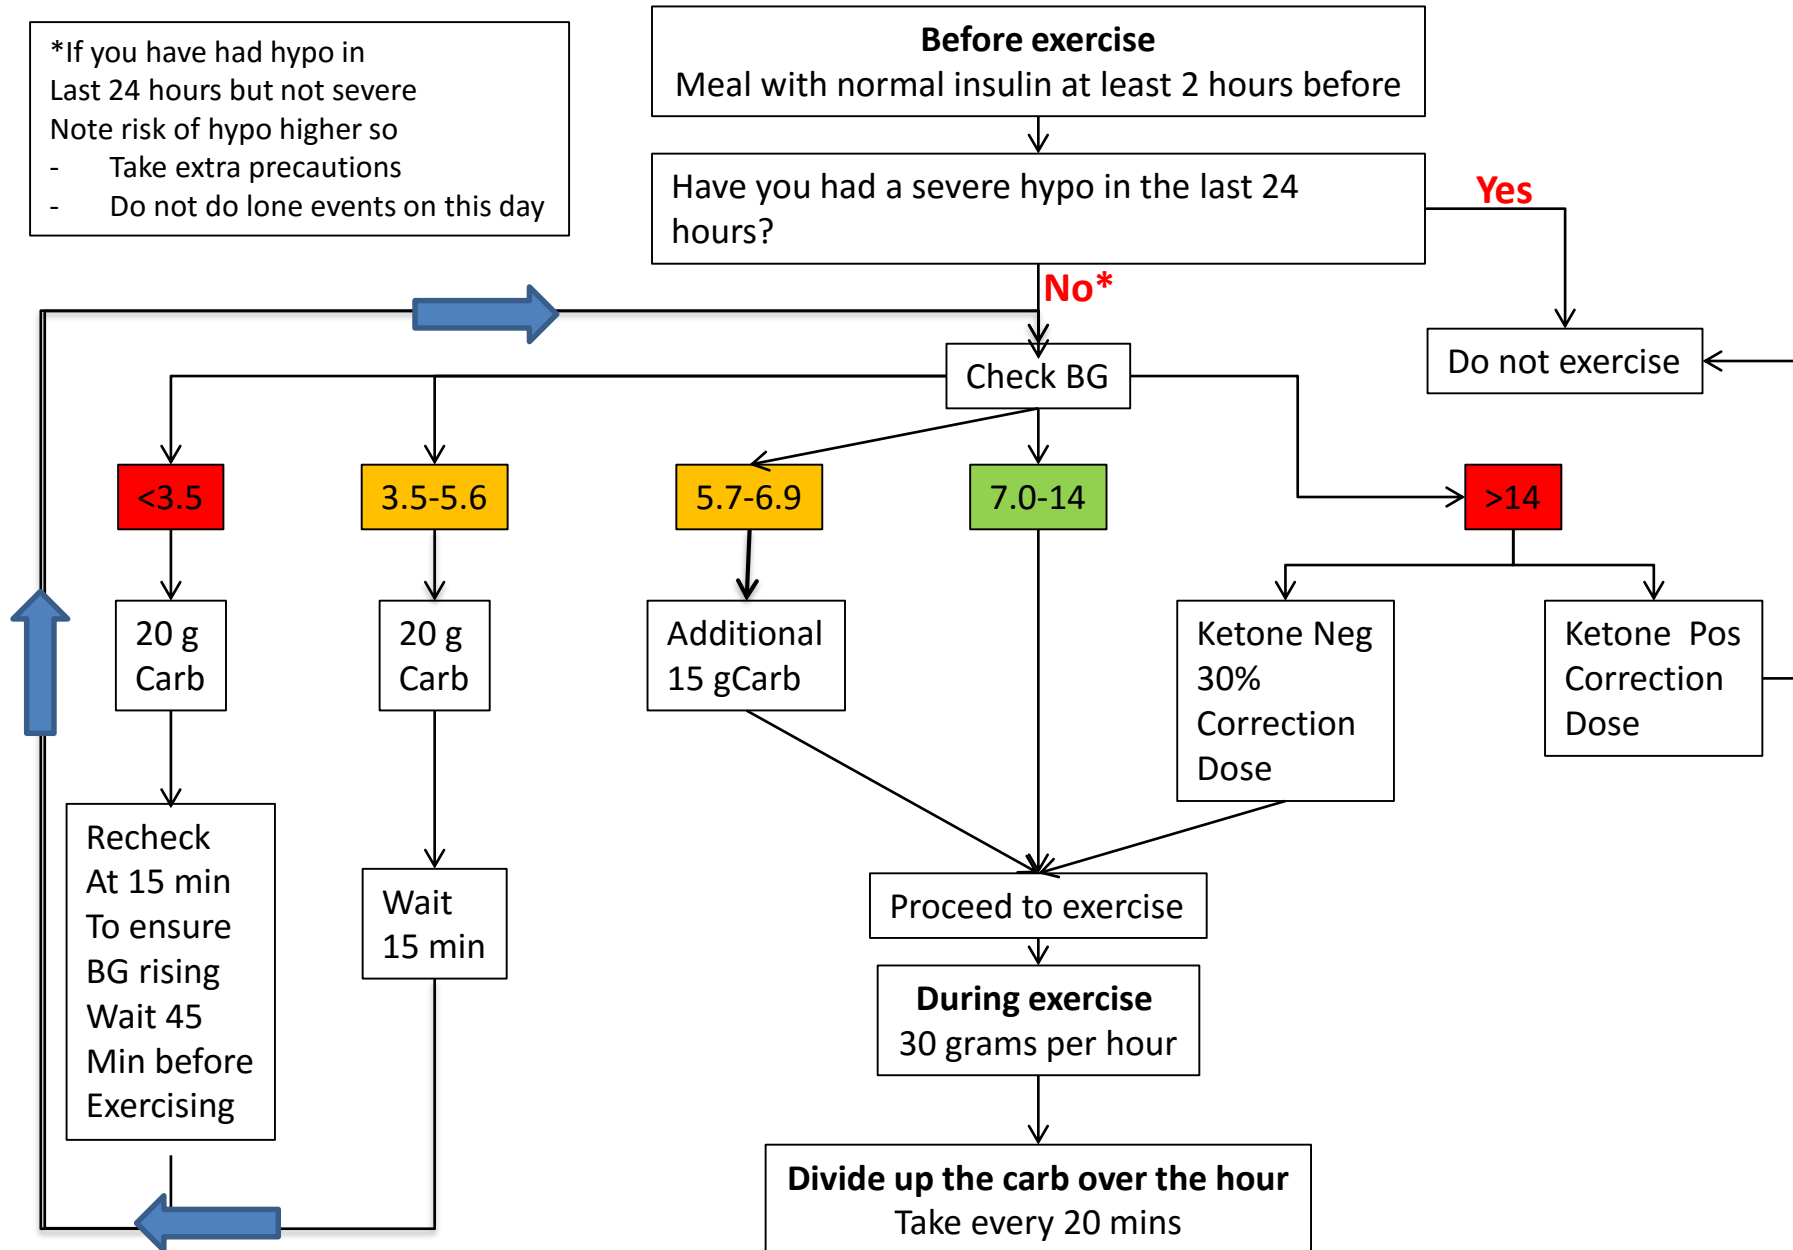 *If you have had hypo in
Last 24 hours but not severe
Note risk of hypo higher so
- Take extra precautions
- Do not do lone events on this day
Before exercise
Meal with normal insulin at least 2 hours before
Have you had a severe hypo in the last 24
hours?
Yes
No*
Do not exercise
Check BG
<3.5
3.5-5.6
5.7-6.9
7.0-14
>14
20 g
Carb
20 g
Carb
Additional
15 gCarb
Ketone Neg
30%
Correction
Dose
Ketone Pos
Correction
Dose
Recheck
At 15 min
To ensure
BG rising
Wait 45
Min before
Exercising
Wait
15 min
Proceed to exercise
During exercise
30 grams per hour
Divide up the carb over the hour
Take every 20 mins